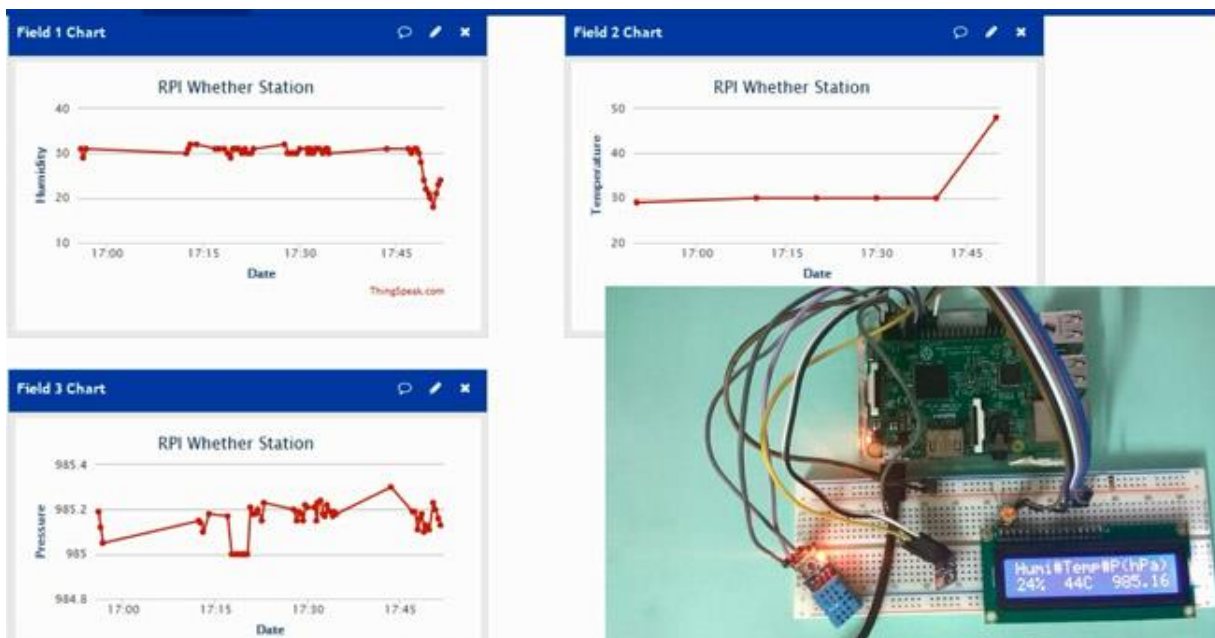 Field 1 Chart
RPI Whether Station
40
30
20
10
Humidity
17:00 17:15 17:30 17:45
Date
ThingSpeak.com
Field 2 Chart
RPI Whether Station
50
40
30
20
Temperature
17:00 17:15 17:30 17:45
Date
Field 3 Chart
RPI Whether Station
985.4
985.2
985
984.8
Pressure
17:00 17:15 17:30 17:45
Date
Humi#Temp#P(hPa)
24% 44C 985.16